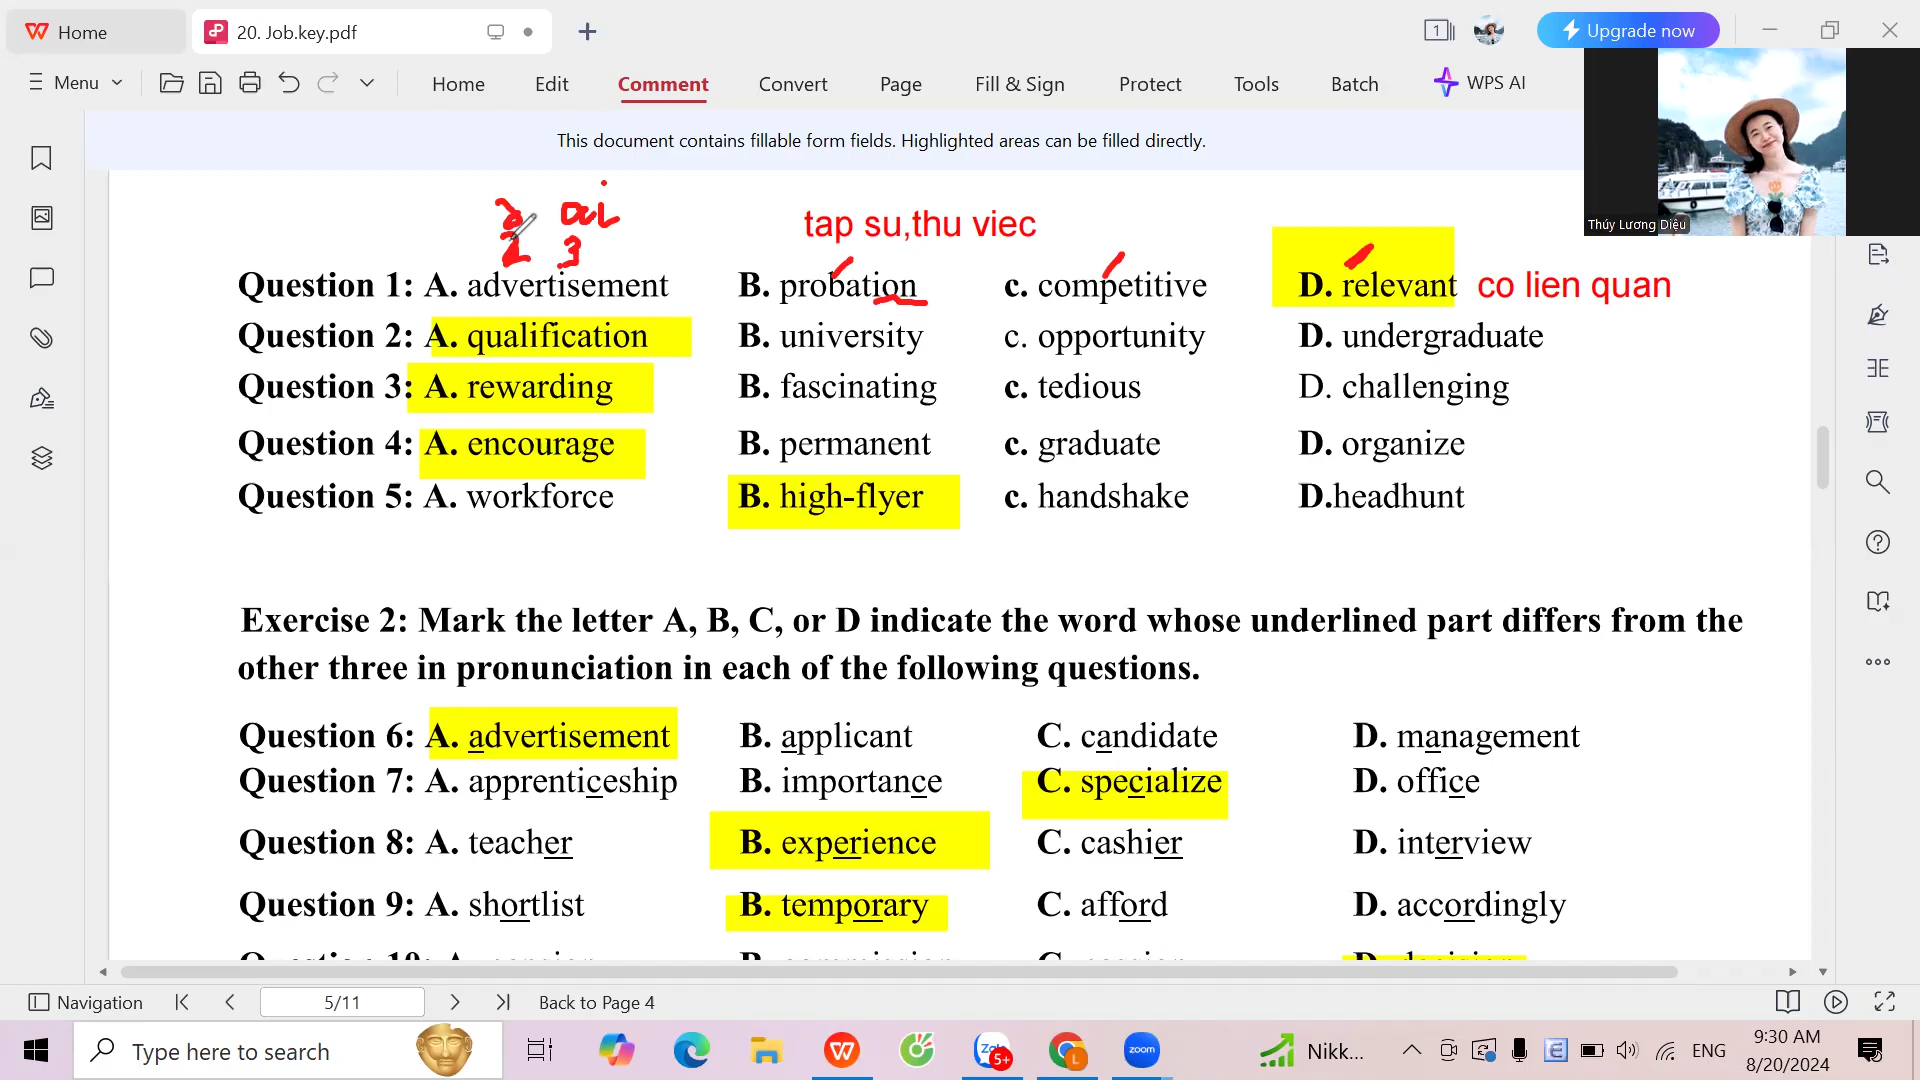 Home
20. Job.key.pdf
1
Upgrade now
Menu
Home Edit Comment Convert Page Fill & Sign Protect Tools Batch WPS AI
This document contains fillable form fields. Highlighted areas can be filled directly.
Thúy Lương Diệu
2 3
tap su,thu viec
Question 1: A. advertisement B. probation c. competitive D. relevant co lien quan
Question 2: A. qualification B. university c. opportunity D. undergraduate
Question 3: A. rewarding B. fascinating c. tedious D. challenging
Question 4: A. encourage B. permanent c. graduate D. organize
Question 5: A. workforce B. high-flyer c. handshake D.headhunt
Exercise 2: Mark the letter A, B, C, or D indicate the word whose underlined part differs from the
other three in pronunciation in each of the following questions.
Question 6: A. advertisement B. applicant C. candidate D. management
Question 7: A. apprenticeship B. importance C. specialize D. office
Question 8: A. teacher B. experience C. cashier D. interview
Question 9: A. shortlist B. temporary C. afford D. accordingly
Navigation
5/11
Back to Page 4
Type here to search
Zalo
5+
L
zoom
Nikk...
ENG
9:30 AM
8/20/2024